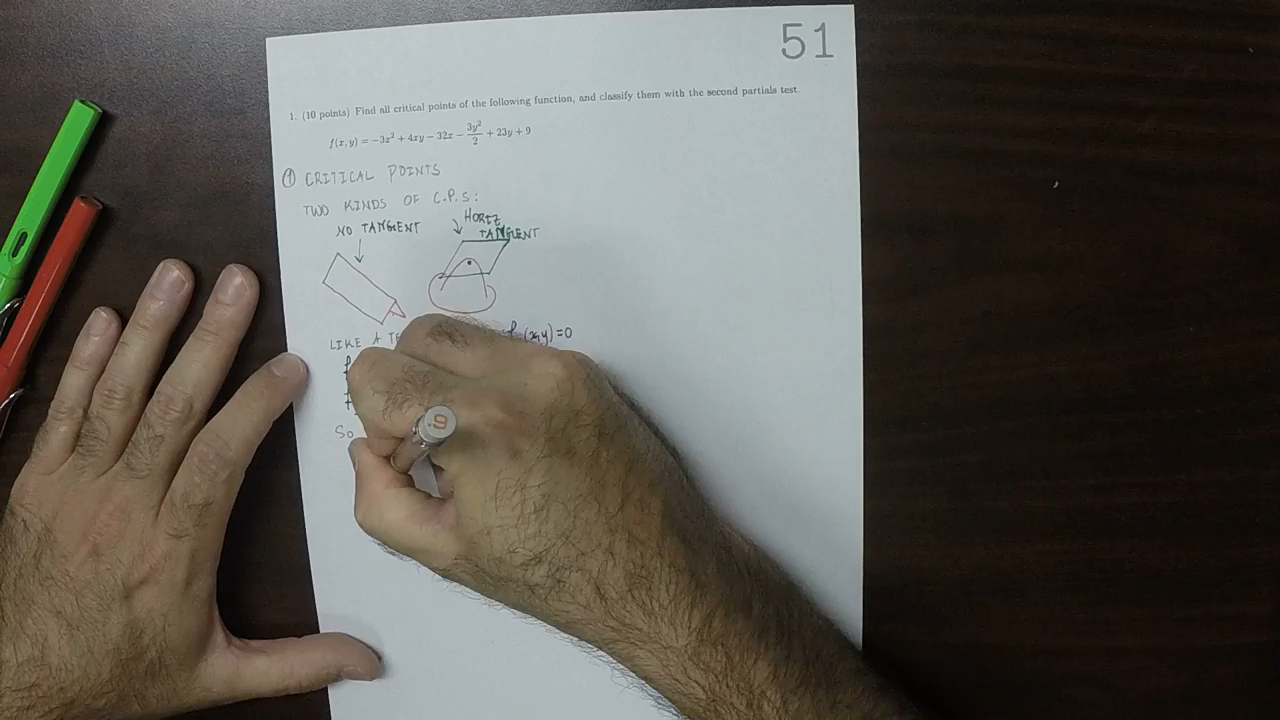 51
1. (10 points) Find all critical points of the following function, and classify them with the second partials test.
f(x, y) = −3x² + 4xy − 32x − 3y²/2 + 23y + 9
① CRITICAL POINTS
TWO KINDS OF C.P.S:
NO TANGENT
HORIZ TANGENT
LIKE A
(x,y)=0
So